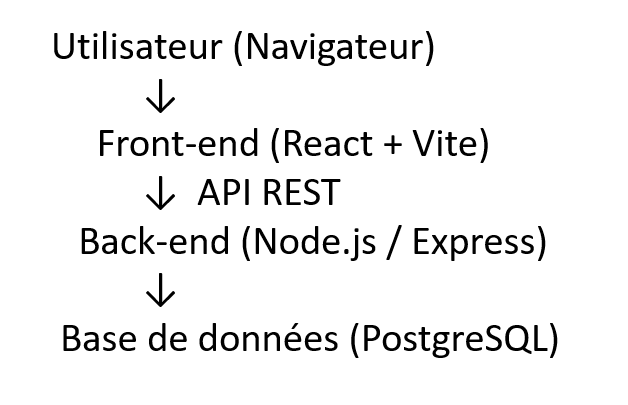 Utilisateur (Navigateur)
↓
Front-end (React + Vite)
↓ API REST
Back-end (Node.js / Express)
↓
Base de données (PostgreSQL)